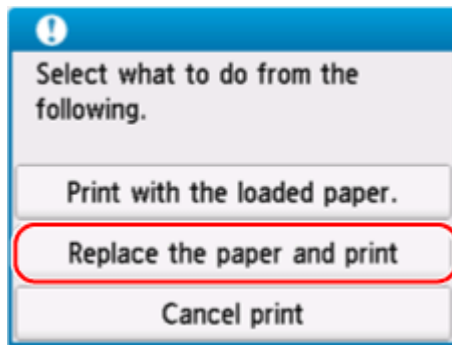 Select what to do from the
following.
Print with the loaded paper.
Replace the paper and print
Cancel print